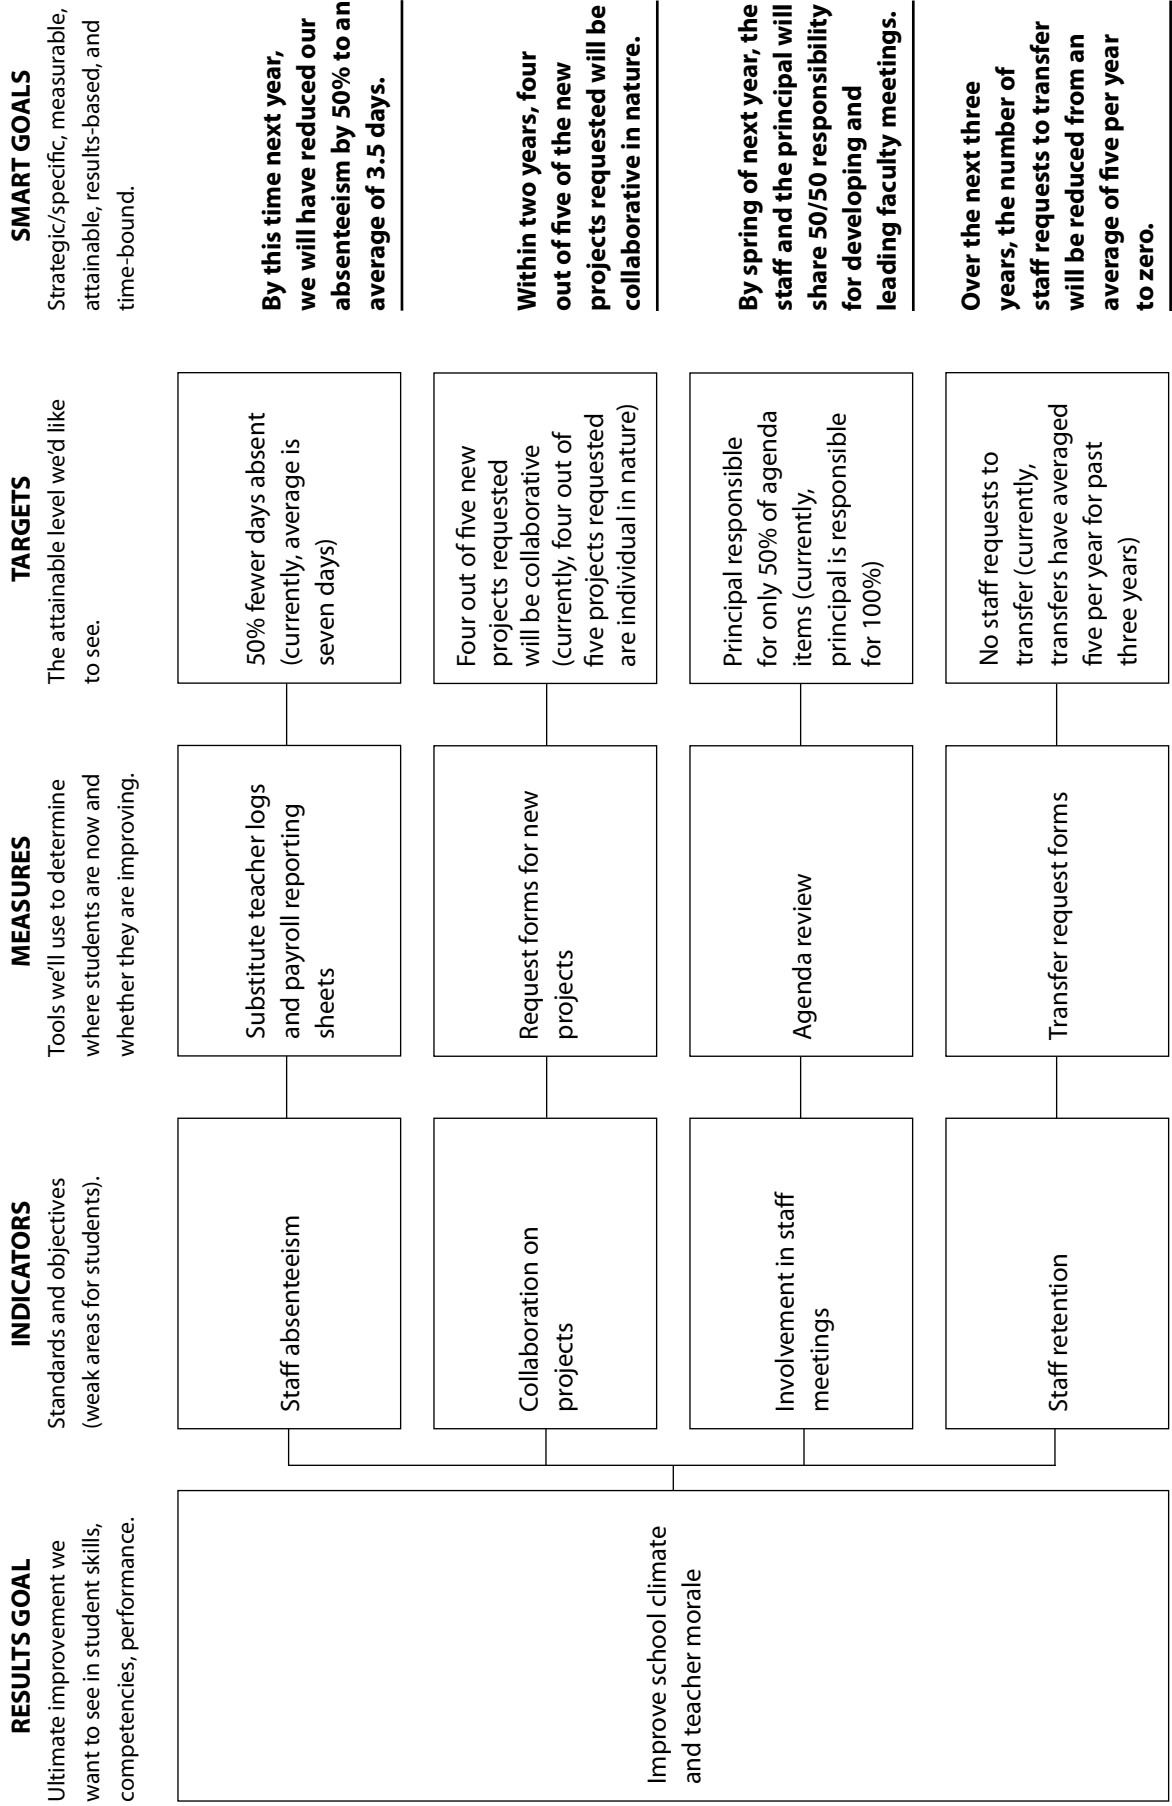 RESULTS GOAL
Ultimate improvement we
want to see in student skills,
competencies, performance.
INDICATORS
Standards and objectives
(weak areas for students).
MEASURES
Tools we’ll use to determine
where students are now and
whether they are improving.
TARGETS
The attainable level we’d like
to see.
SMART GOALS
Strategic/specific, measurable,
attainable, results-based, and
time-bound.
Improve school climate
and teacher morale
Staff absenteeism
Substitute teacher logs
and payroll reporting
sheets
50% fewer days absent
(currently, average is
seven days)
By this time next year,
we will have reduced our
absenteeism by 50% to an
average of 3.5 days.
Collaboration on
projects
Request forms for new
projects
Four out of five new
projects requested
will be collaborative
(currently, four out of
five projects requested
are individual in nature)
Within two years, four
out of five of the new
projects requested will be
collaborative in nature.
Involvement in staff
meetings
Agenda review
Principal responsible
for only 50% of agenda
items (currently,
principal is responsible
for 100%)
By spring of next year, the
staff and the principal will
share 50/50 responsibility
for developing and
leading faculty meetings.
Staff retention
Transfer request forms
No staff requests to
transfer (currently,
transfers have averaged
five per year for past
three years)
Over the next three
years, the number of
staff requests to transfer
will be reduced from an
average of five per year
to zero.